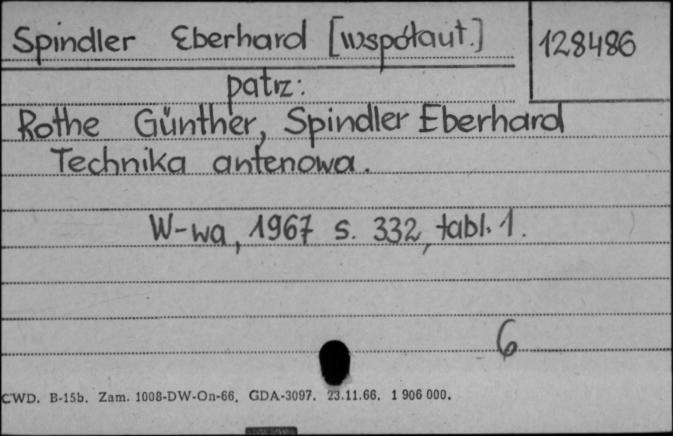 Spindler Eberhard [współaut.] 128486
patrz:
Rothe Günther, Spindler Eberhard
Technika antenowa.
W-wa, 1967 s. 332, tabl. 1.
6
CWD. B-15b. Zam. 1008-DW-On-66. GDA-3097. 23.11.66. 1 906 000.